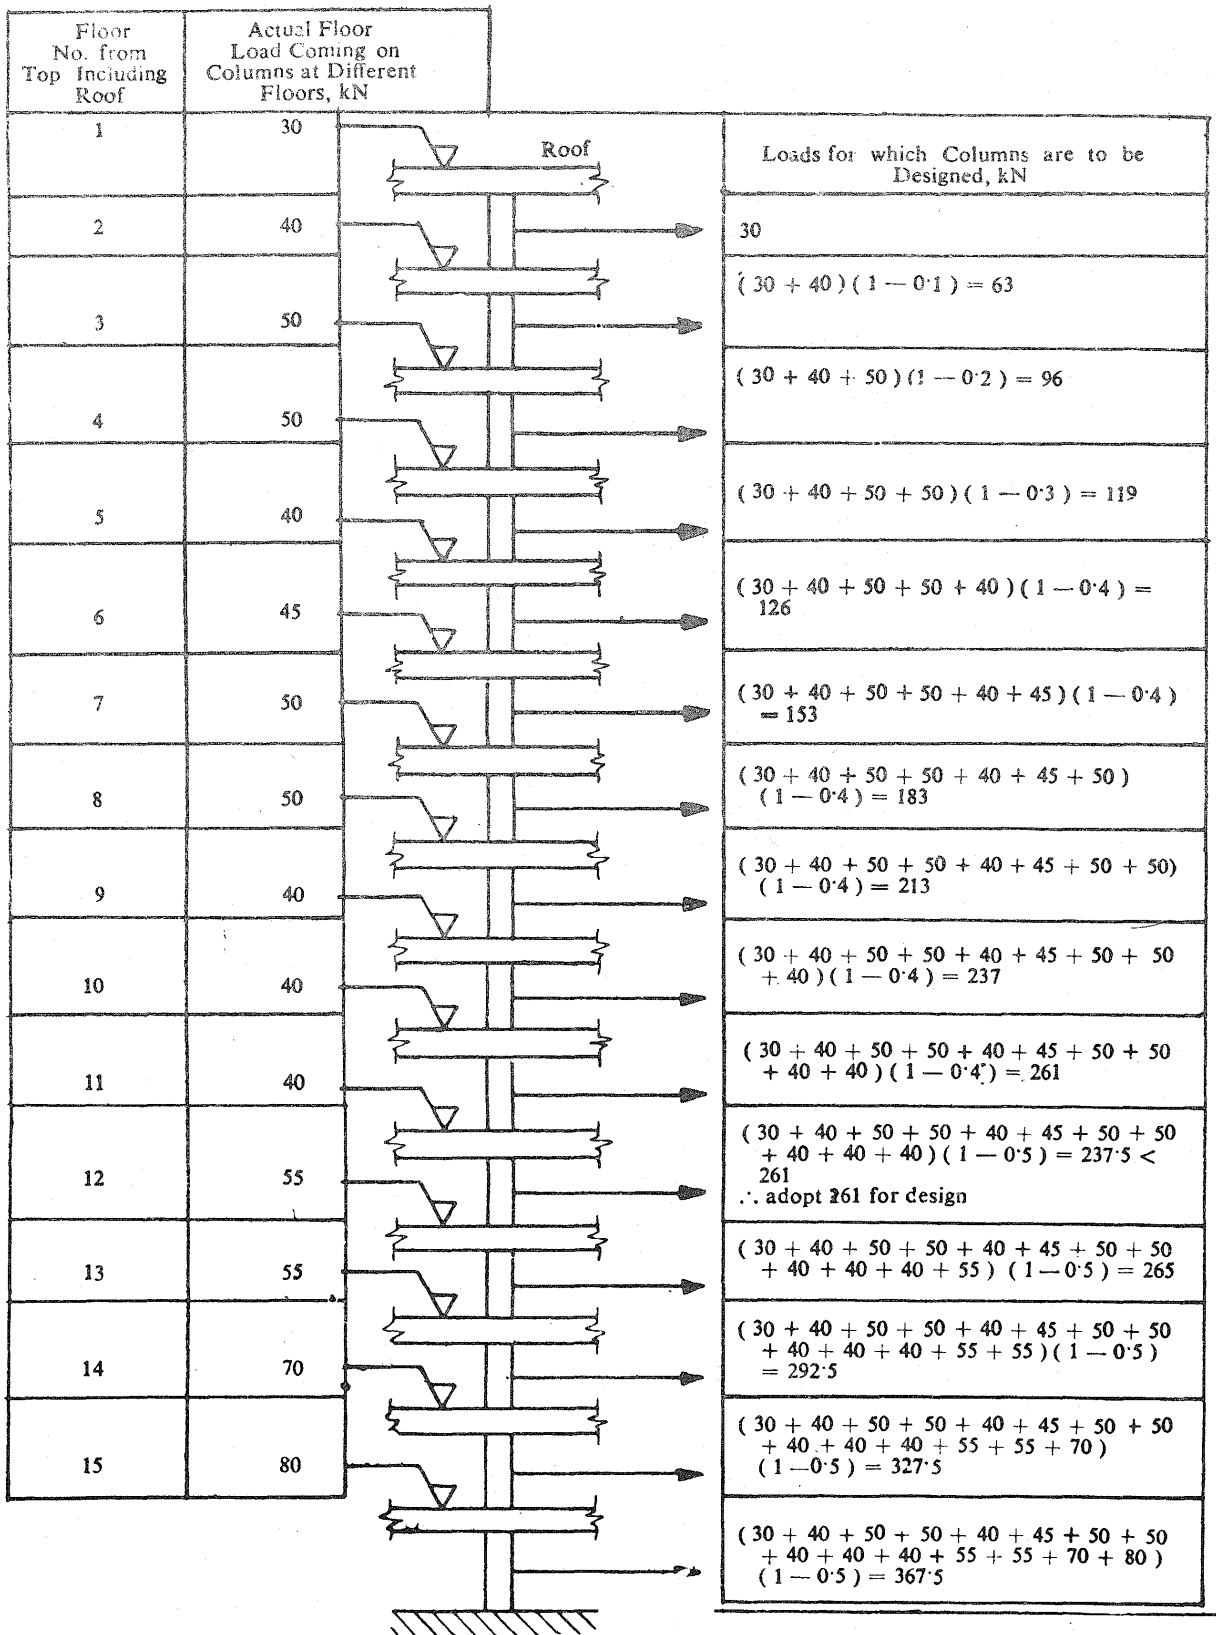 Floor
No. from
Top Including
Roof
Actual Floor
Load Coming on
Columns at Different
Floors, kN
1
30
Roof
Loads for which Columns are to be
Designed, kN
2
40
30
3
50
( 30 + 40 ) ( 1 — 0·1 ) = 63
4
50
( 30 + 40 + 50 ) (1 — 0·2 ) = 96
5
40
( 30 + 40 + 50 + 50 ) ( 1 — 0·3 ) = 119
6
45
( 30 + 40 + 50 + 50 + 40 ) ( 1 — 0·4 ) =
126
7
50
( 30 + 40 + 50 + 50 + 40 + 45 ) ( 1 — 0·4 )
= 153
8
50
( 30 + 40 + 50 + 50 + 40 + 45 + 50 )
( 1 — 0·4 ) = 183
9
40
( 30 + 40 + 50 + 50 + 40 + 45 + 50 + 50)
( 1 — 0·4 ) = 213
10
40
( 30 + 40 + 50 + 50 + 40 + 45 + 50 + 50
+ 40 ) ( 1 — 0·4 ) = 237
11
40
( 30 + 40 + 50 + 50 + 40 + 45 + 50 + 50
+ 40 + 40 ) ( 1 — 0·4 ) = 261
12
55
( 30 + 40 + 50 + 50 + 40 + 45 + 50 + 50
+ 40 + 40 + 40 ) ( 1 — 0·5 ) = 237·5 <
261
∴ adopt 261 for design
13
55
( 30 + 40 + 50 + 50 + 40 + 45 + 50 + 50
+ 40 + 40 + 40 + 55 ) ( 1 — 0·5 ) = 265
14
70
( 30 + 40 + 50 + 50 + 40 + 45 + 50 + 50
+ 40 + 40 + 40 + 55 + 55 ) ( 1 — 0·5 )
= 292·5
15
80
( 30 + 40 + 50 + 50 + 40 + 45 + 50 + 50
+ 40 + 40 + 40 + 55 + 55 + 70 )
( 1 —0·5 ) = 327·5
( 30 + 40 + 50 + 50 + 40 + 45 + 50 + 50
+ 40 + 40 + 40 + 55 + 55 + 70 + 80 )
( 1 — 0·5 ) = 367·5